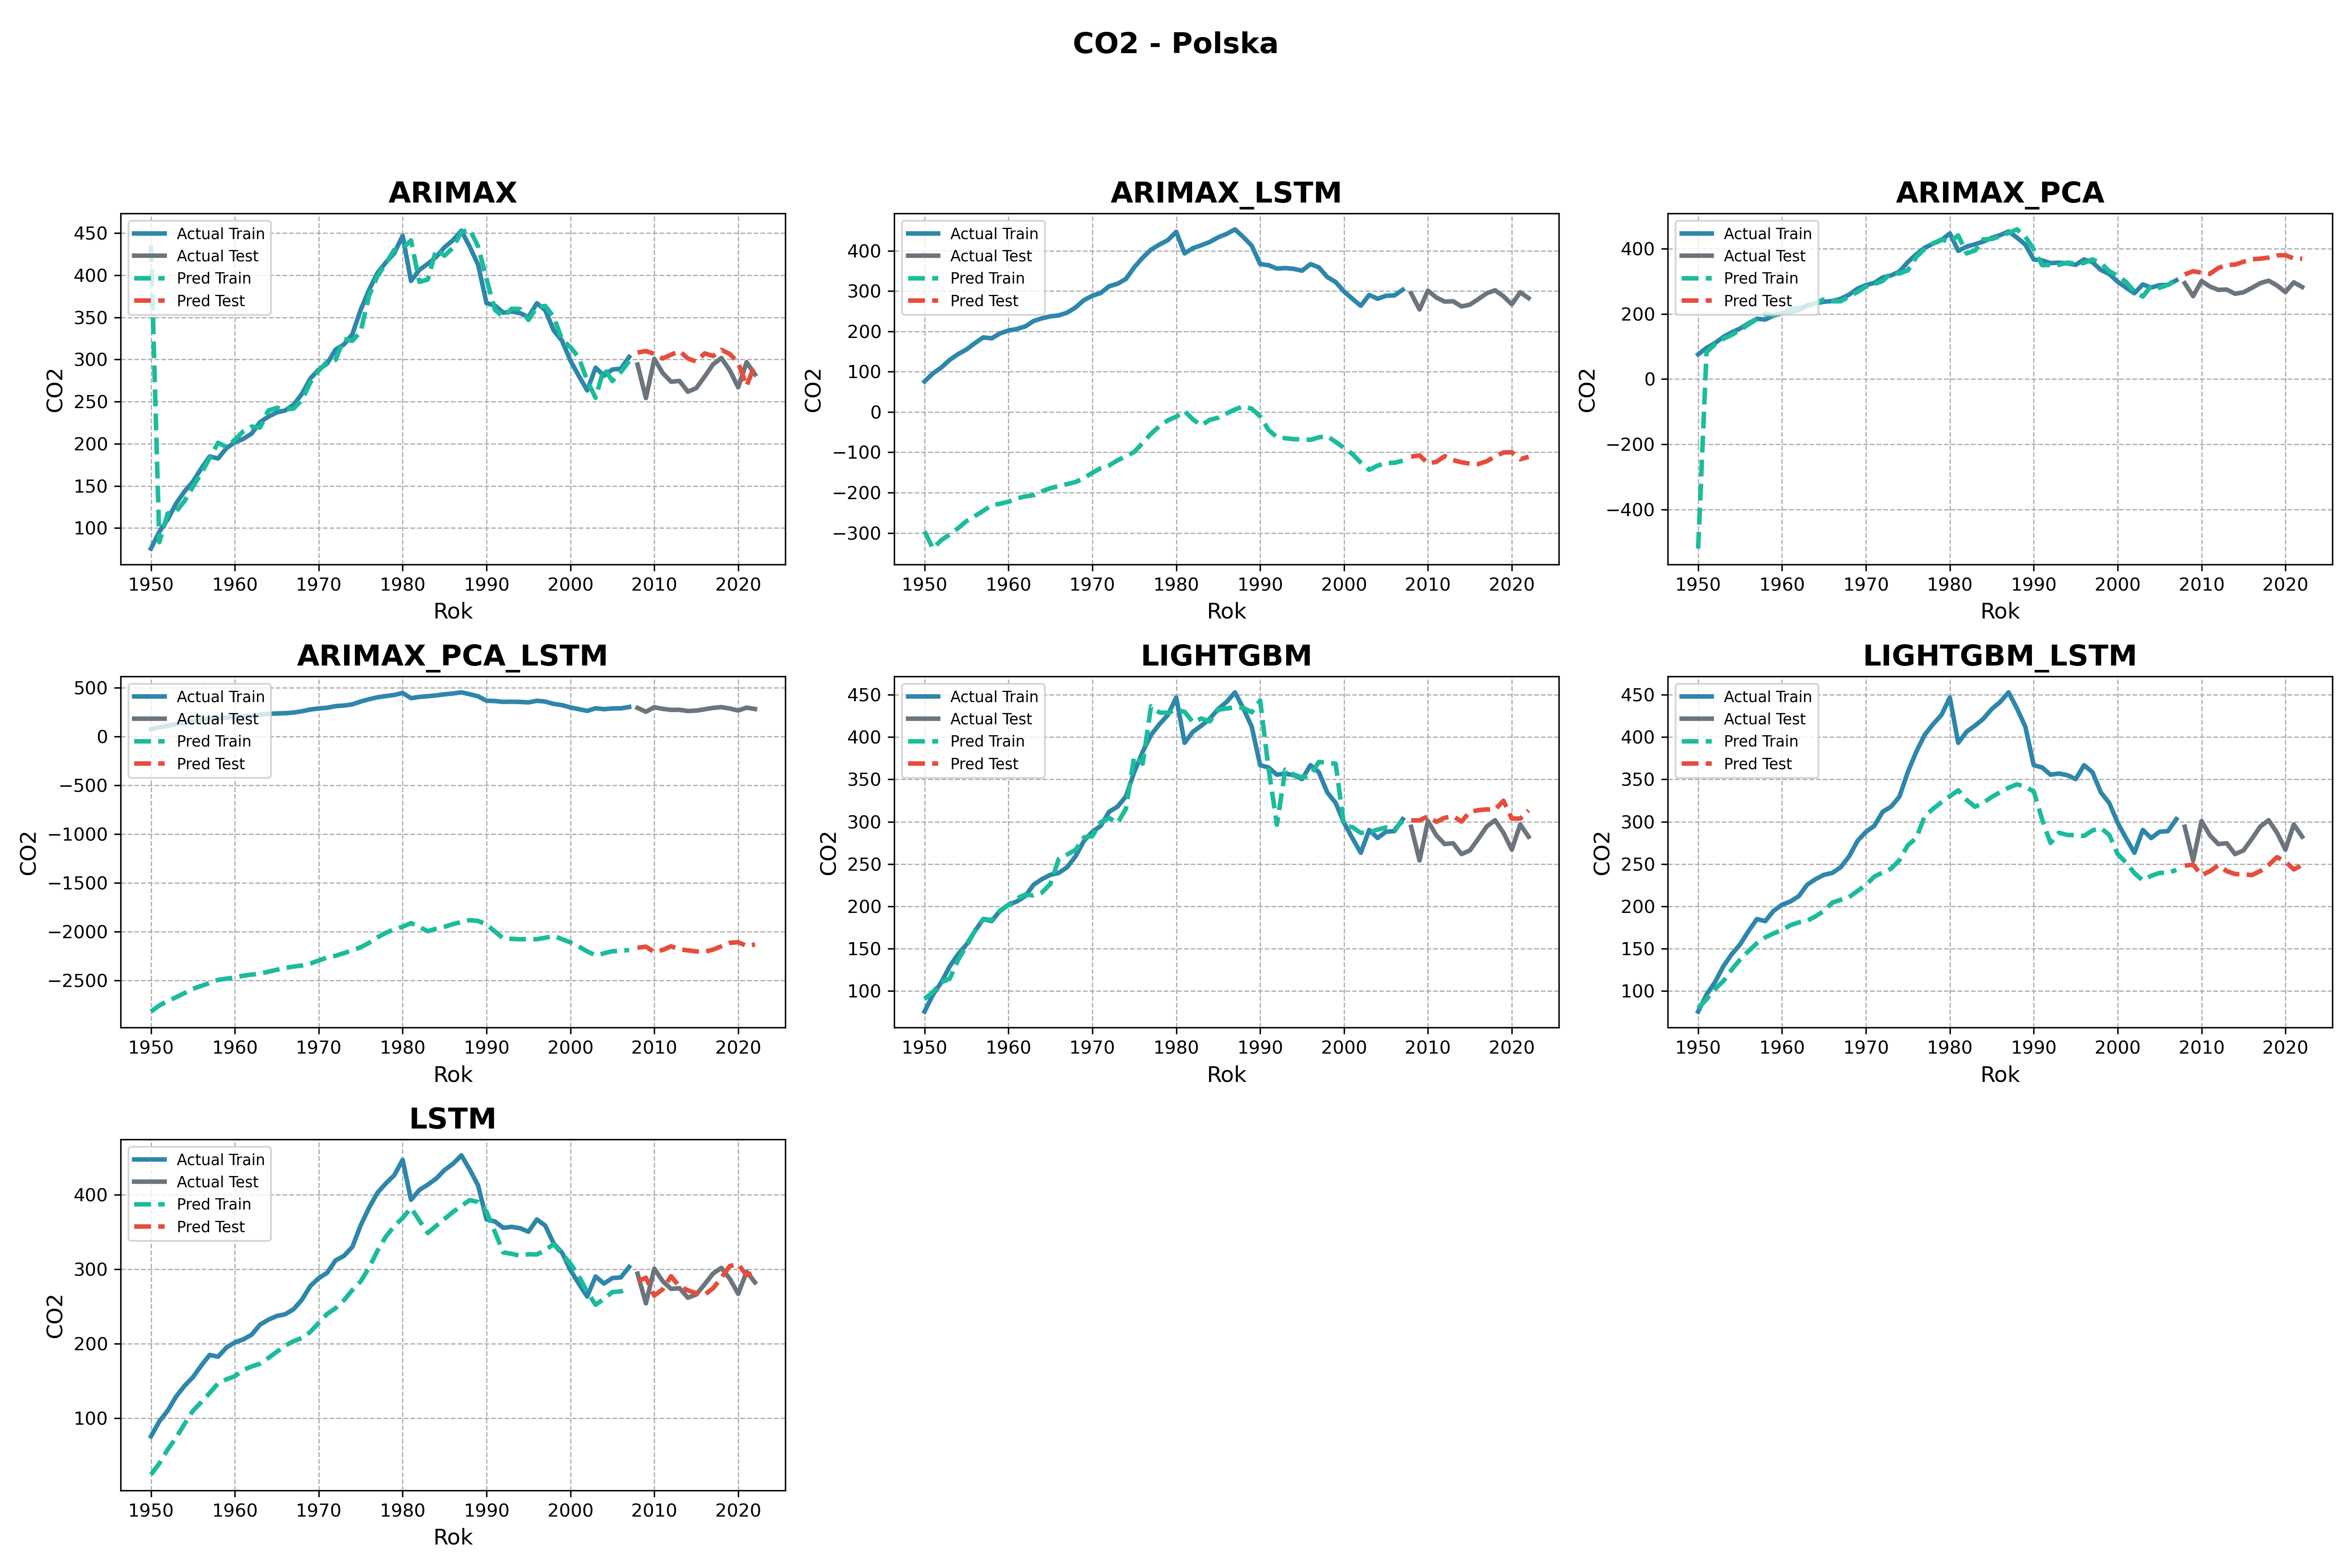 CO2 - Polska
ARIMAX
CO2
450
400
350
300
250
200
150
100
Actual Train
Actual Test
Pred Train
Pred Test
1950 1960 1970 1980 1990 2000 2010 2020
Rok
ARIMAX_LSTM
CO2
400
300
200
100
0
−100
−200
−300
Actual Train
Actual Test
Pred Train
Pred Test
1950 1960 1970 1980 1990 2000 2010 2020
Rok
ARIMAX_PCA
CO2
400
200
0
−200
−400
Actual Train
Actual Test
Pred Train
Pred Test
1950 1960 1970 1980 1990 2000 2010 2020
Rok
ARIMAX_PCA_LSTM
CO2
500
0
−500
−1000
−1500
−2000
−2500
Actual Train
Actual Test
Pred Train
Pred Test
1950 1960 1970 1980 1990 2000 2010 2020
Rok
LIGHTGBM
CO2
450
400
350
300
250
200
150
100
Actual Train
Actual Test
Pred Train
Pred Test
1950 1960 1970 1980 1990 2000 2010 2020
Rok
LIGHTGBM_LSTM
CO2
450
400
350
300
250
200
150
100
Actual Train
Actual Test
Pred Train
Pred Test
1950 1960 1970 1980 1990 2000 2010 2020
Rok
LSTM
CO2
400
300
200
100
Actual Train
Actual Test
Pred Train
Pred Test
1950 1960 1970 1980 1990 2000 2010 2020
Rok